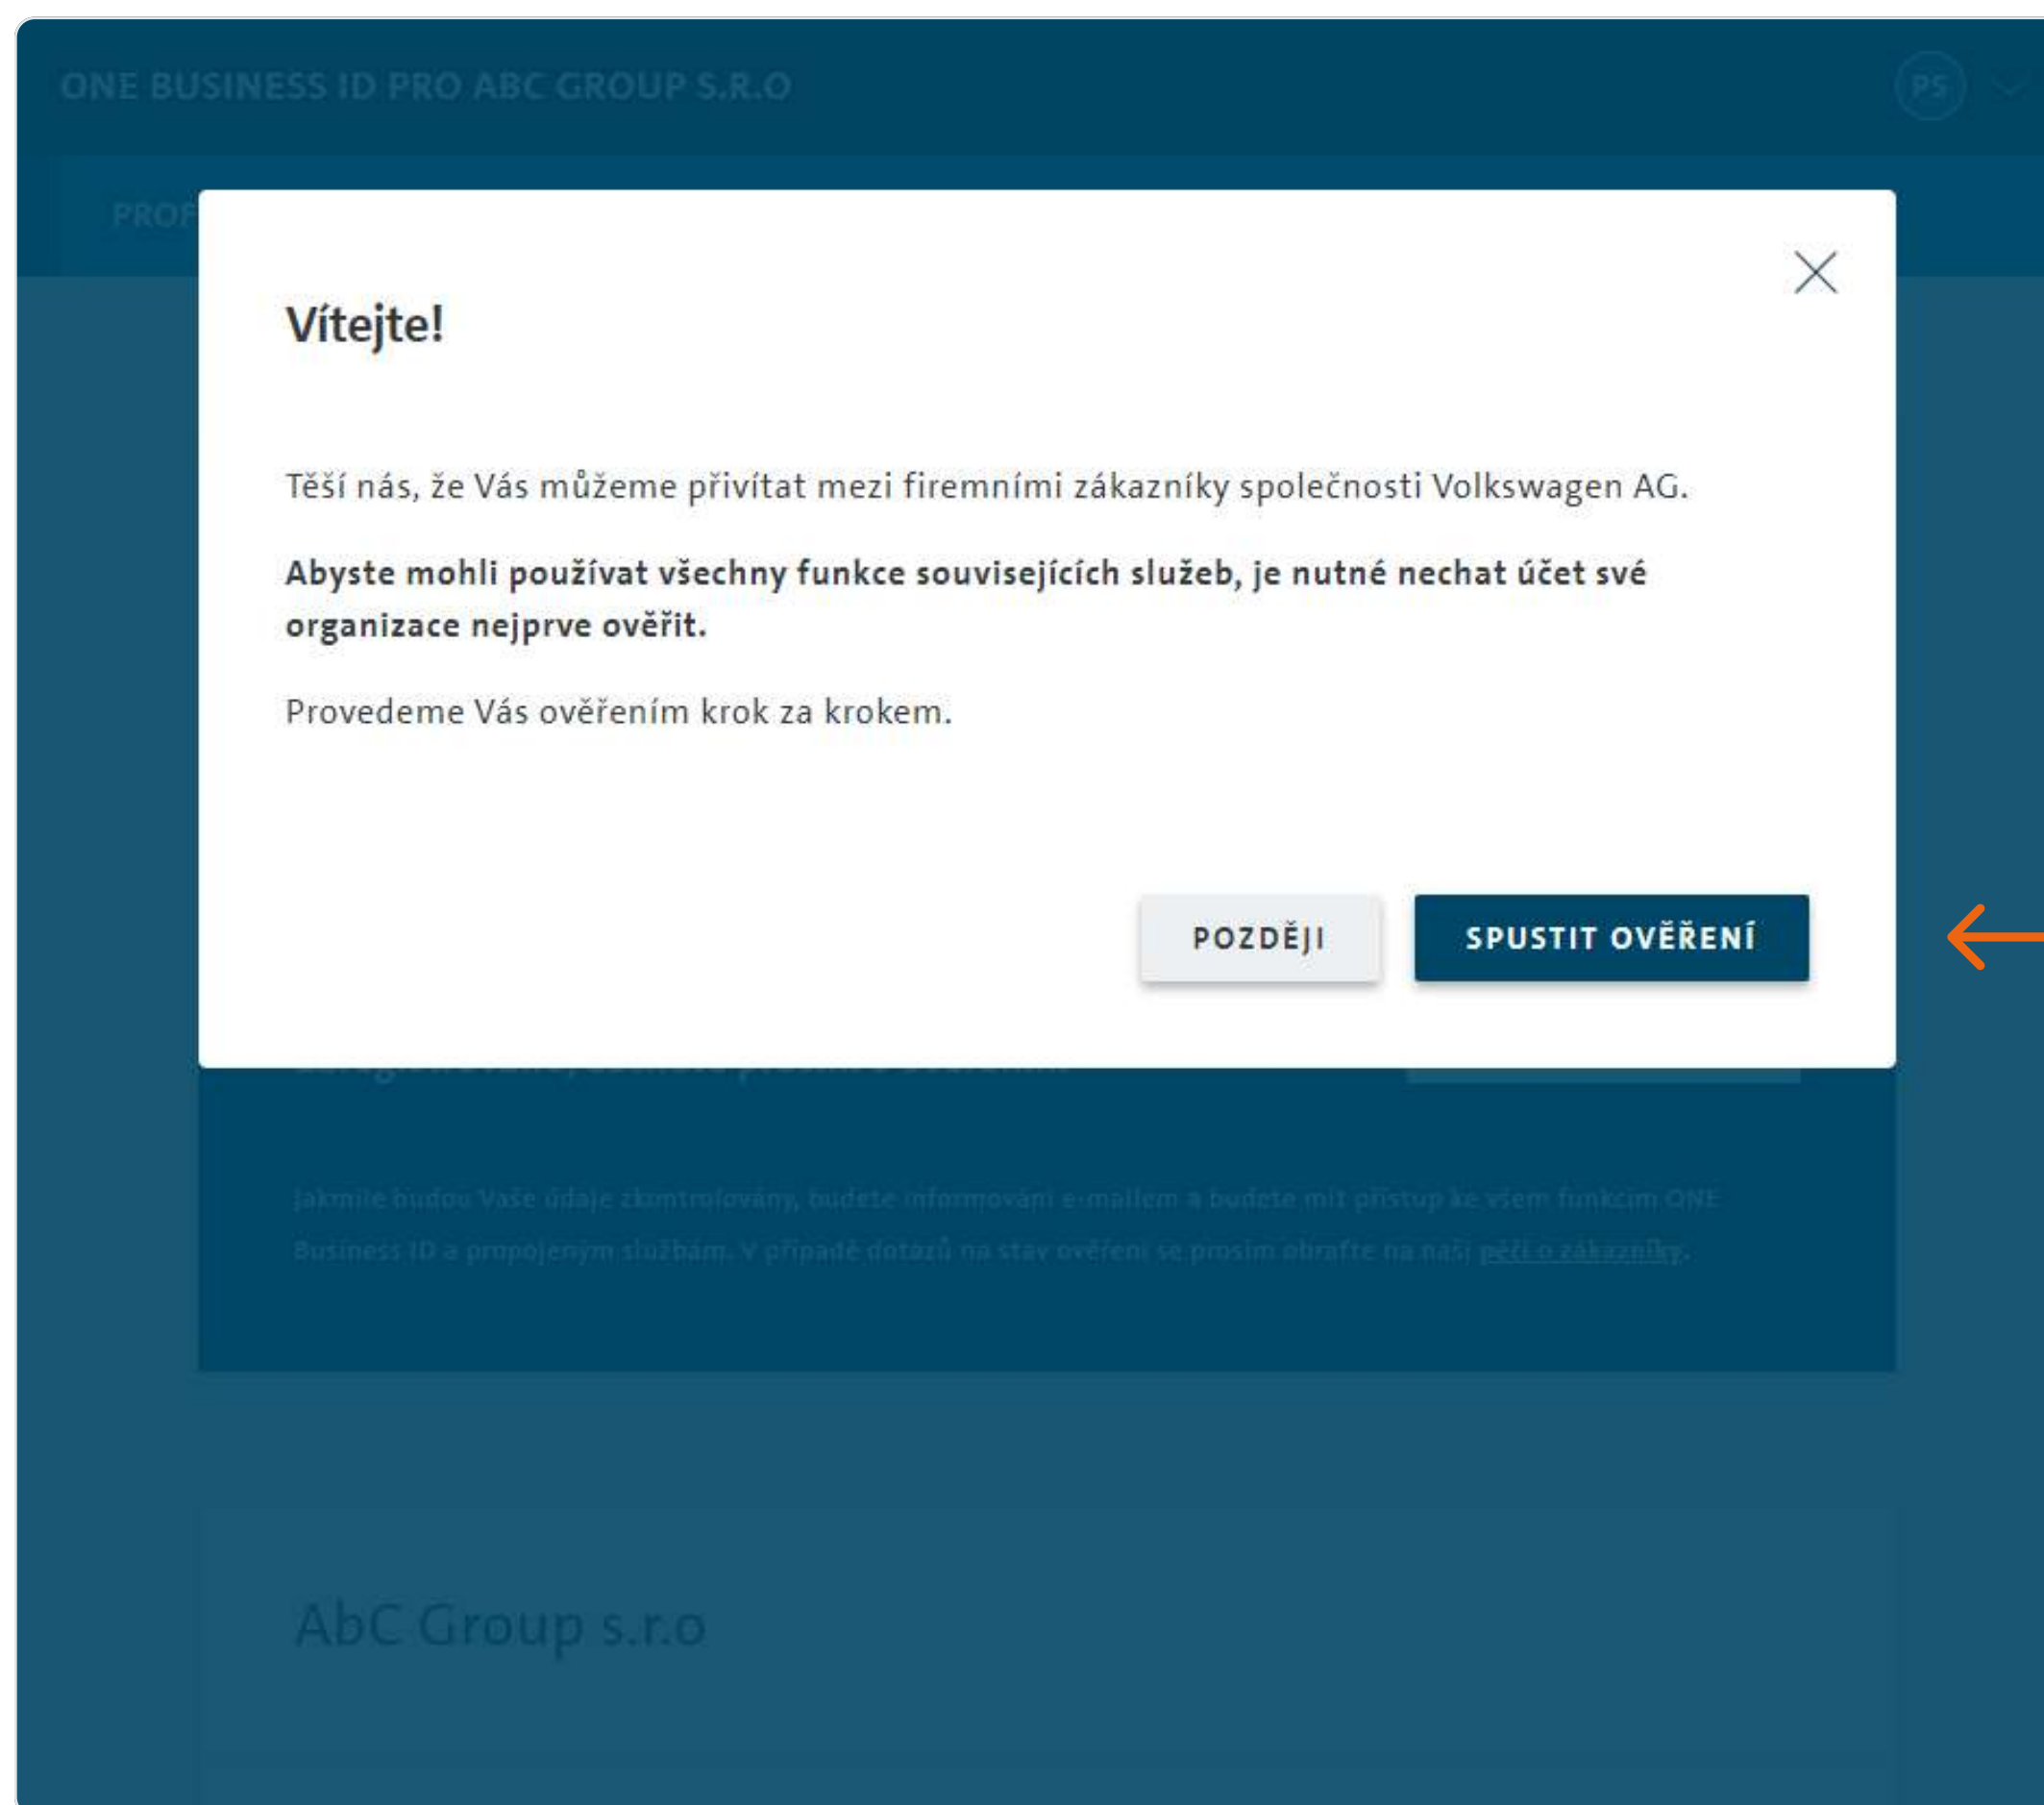 ONE BUSINESS ID PRO ABC GROUP S.R.O
PS
PROF
Vítejte!
Těší nás, že Vás můžeme přivítat mezi firemními zákazníky společnosti Volkswagen AG.
Abyste mohli používat všechny funkce souvisejících služeb, je nutné nechat účet své
organizace nejprve ověřit.
Provedeme Vás ověřením krok za krokem.
POZDĚJI
SPUSTIT OVĚŘENÍ
Jakmile budou Vaše údaje zkontrolovány, budete informováni e-mailem a budete mít přístup ke všem funkcím ONE
Business ID a propojeným službám. V případě dotazů na stav ověření se prosím obraťte na naši péči o zákazníky.
AbC Group s.r.o